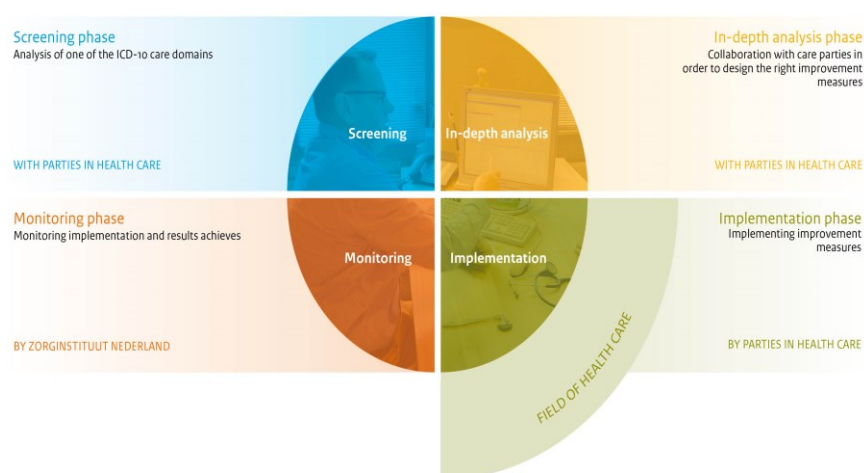 Screening phase
Analysis of one of the ICD-10 care domains
WITH PARTIES IN HEALTH CARE
Screening
In-depth analysis phase
Collaboration with care parties in
order to design the right improvement
measures
WITH PARTIES IN HEALTH CARE
In-depth analysis
Monitoring phase
Monitoring implementation and results achieves
BY ZORGINSTITUUT NEDERLAND
Monitoring
Implementation phase
Implementing improvement
measures
BY PARTIES IN HEALTH CARE
Implementation
FIELD OF HEALTH CARE